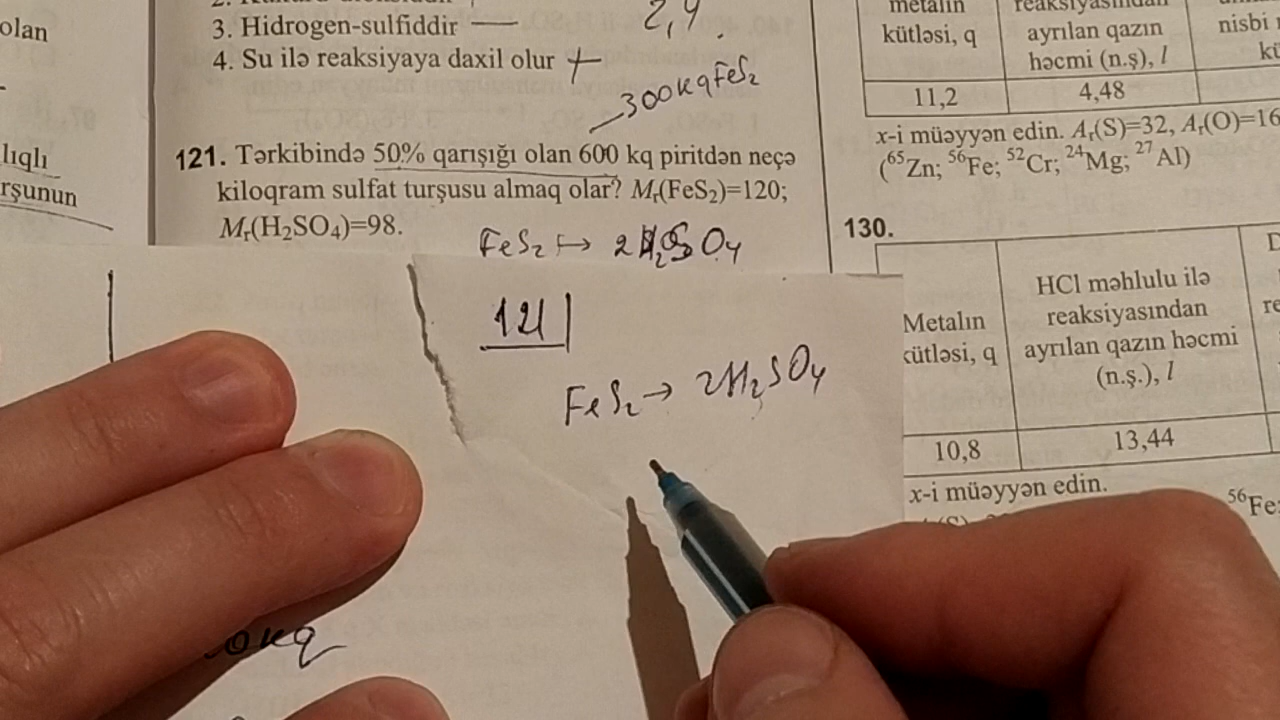 olan
lıqlı
rşunun
3. Hidrogen-sulfiddir
4. Su ilə reaksiyaya daxil olur +
2,4.
300kqFeS₂
121. Tərkibində 50% qarışığı olan 600 kq piritdən neçə
kiloqram sulfat turşusu almaq olar? Mᵣ(FeS₂)=120;
Mᵣ(H₂SO₄)=98.
FeS₂ → 2H₂SO₄
121
FeS₂ → 2H₂SO₄
0kq
metalın
kütləsi, q
reaksiyasından
ayrılan qazın
həcmi (n.ş), l
nisbi
kü
11,2
4,48
x-i müəyyən edin. Aᵣ(S)=32, Aᵣ(O)=16
(⁶⁵Zn; ⁵⁶Fe; ⁵²Cr; ²⁴Mg; ²⁷Al)
130.
Metalın
kütləsi, q
HCl məhlulu ilə
reaksiyasından
ayrılan qazın həcmi
(n.ş.), l
D
re
10,8
13,44
x-i müəyyən edin.
⁵⁶Fe